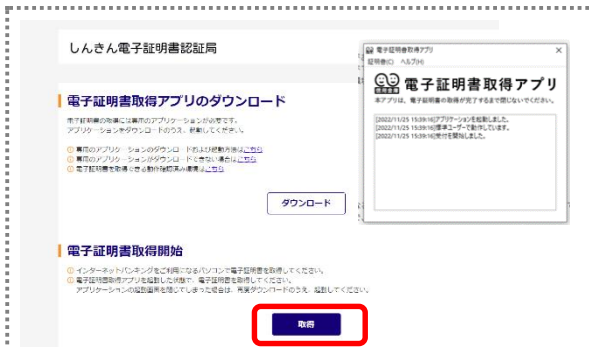 しんきん電子証明書認証局
電子証明書取得アプリのダウンロード
電子証明書の取得には専用のアプリケーションが必要です。
アプリケーションをダウンロードのうえ、起動してください。
専用のアプリケーションのダウンロードおよび起動方法はこちら
専用のアプリケーションがダウンロードできない場合はこちら
電子証明書を取得できる動作確認済み環境はこちら
ダウンロード
電子証明書取得開始
インターネットバンキングをご利用になるパソコンで電子証明書を取得してください。
電子証明書取得アプリを起動した状態で、電子証明書を取得してください。
アプリケーションの起動画面を閉じてしまった場合は、再度ダウンロードのうえ、起動してください。
取得
電子証明書取得アプリ
証明書(C) ヘルプ(H)
信用金庫
電子証明書取得アプリ
本アプリは、電子証明書の取得が完了するまで閉じないでください。
[2022/11/25 15:39:16]アプリケーションを起動しました。
[2022/11/25 15:39:16]標準ユーザーで動作しています。
[2022/11/25 15:39:16]受付を開始しました。